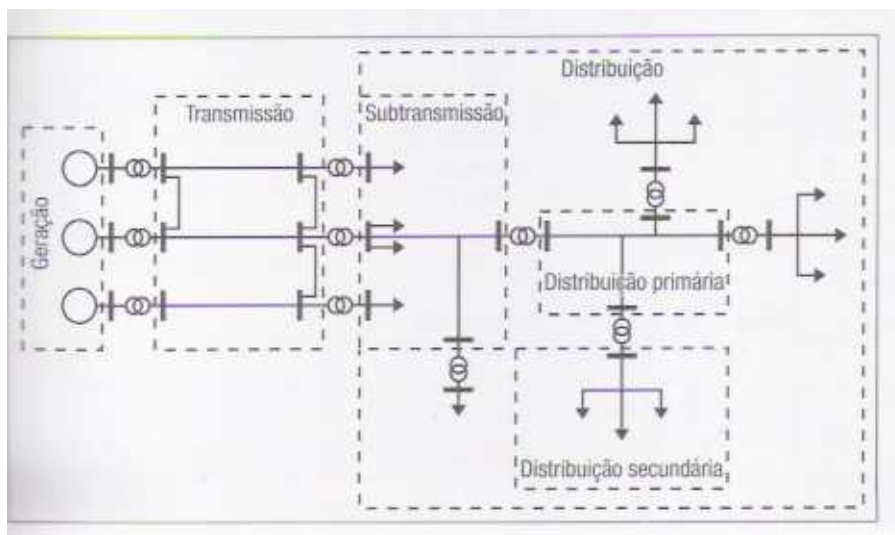 Distribuição
Transmissão
Subtransmissão
Geração
Distribuição primária
Distribuição secundária